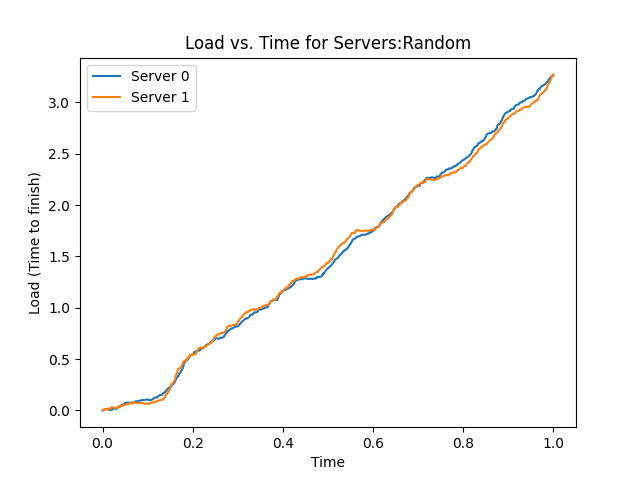 Load vs. Time for Servers:Random
Server 0
Server 1
Load (Time to finish)
3.0
2.5
2.0
1.5
1.0
0.5
0.0
0.0 0.2 0.4 0.6 0.8 1.0
Time